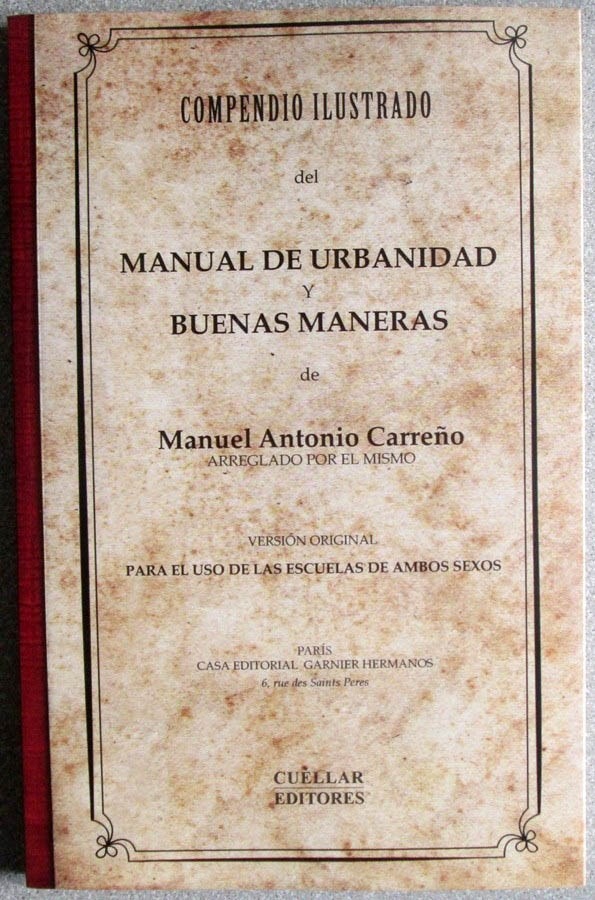 COMPENDIO ILUSTRADO
del
MANUAL DE URBANIDAD
Y
BUENAS MANERAS
de
Manuel Antonio Carreño
ARREGLADO POR EL MISMO
VERSIÓN ORIGINAL
PARA EL USO DE LAS ESCUELAS DE AMBOS SEXOS
PARÍS
CASA EDITORIAL GARNIER HERMANOS
6, rue des Saints Peres
CUÉLLAR
EDITORES